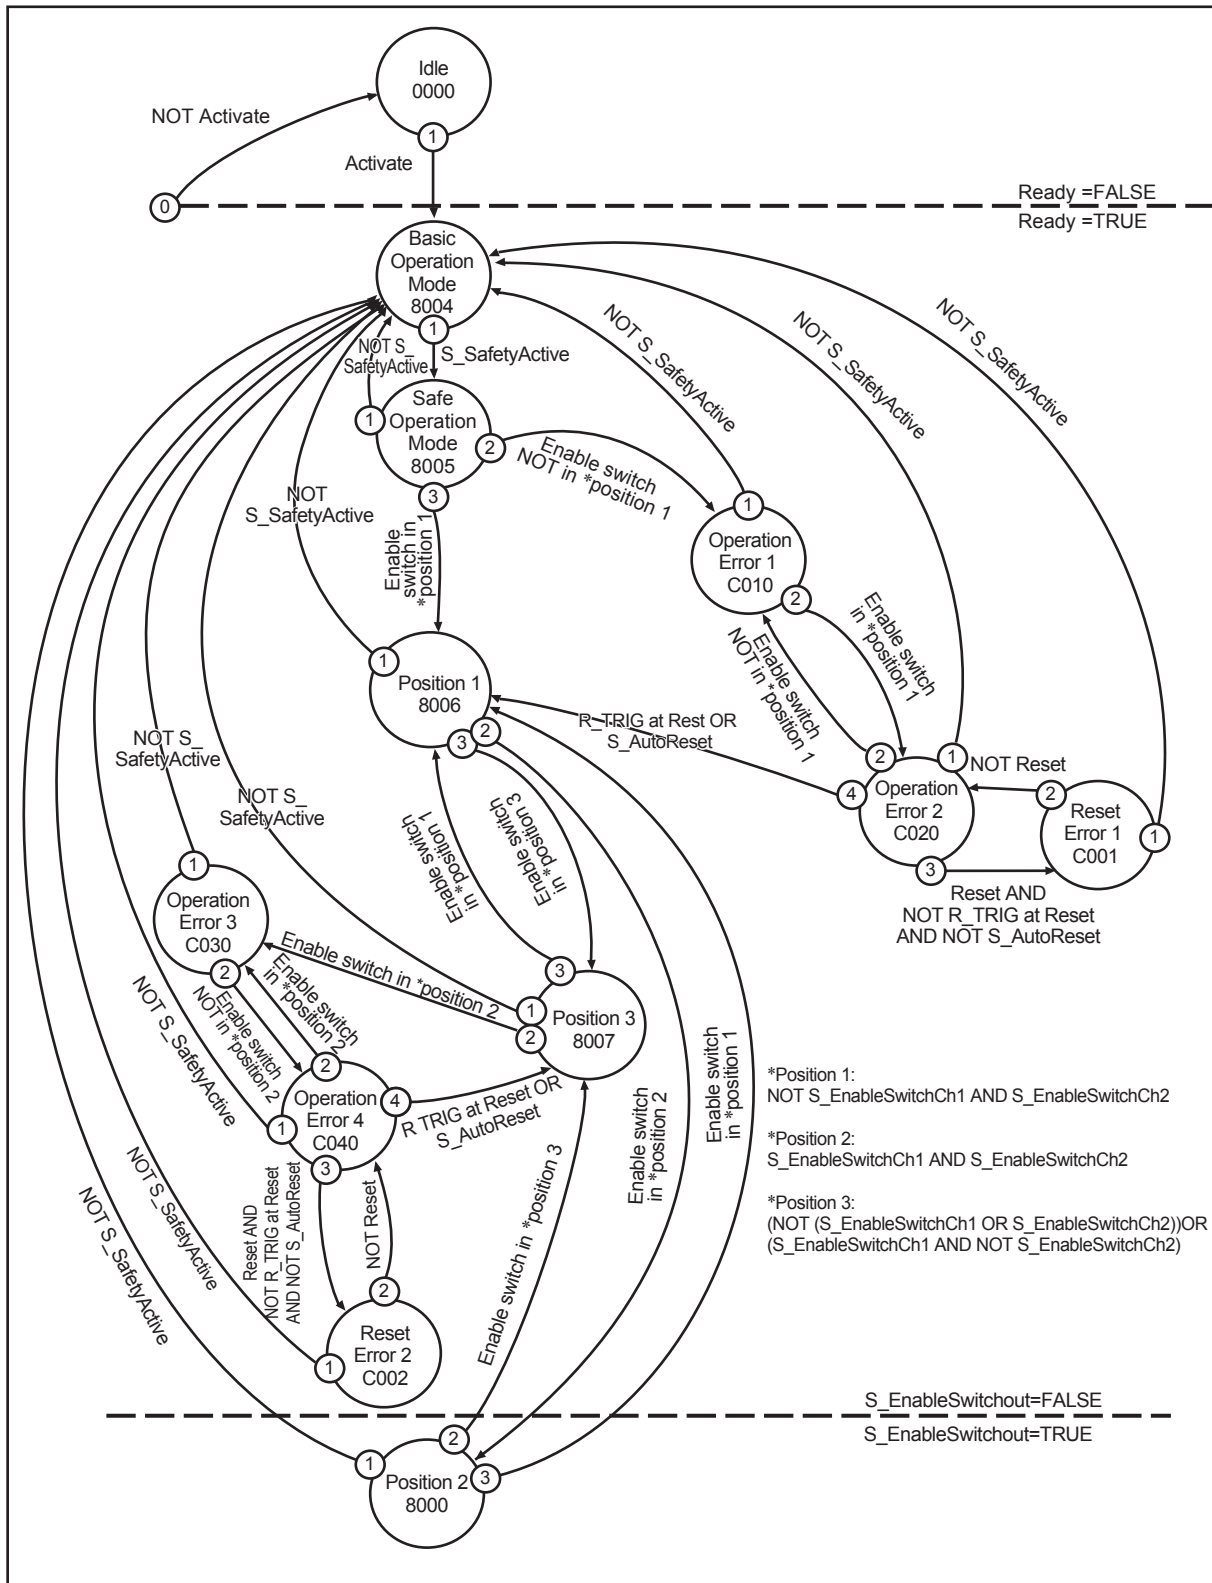 Idle
0000
NOT Activate
1
Activate
0
Ready =FALSE
Ready =TRUE
Basic
Operation
Mode
8004
1
NOT S_
SafetyActive
S_SafetyActive
NOT S_SafetyActive
NOT S_SafetyActive
NOT S_SafetyActive
1
Safe
Operation
Mode
8005
2
3
Enable switch
NOT in *position 1
NOT
S_SafetyActive
Enable
switch in
*position 1
1
Operation
Error 1
C010
2
Enable switch
in *position 1
Enable switch
NOT in *position 1
1
Position 1
8006
2
3
R_TRIG at Rest OR
S_AutoReset
2
1
NOT Reset
4
Operation
Error 2
C020
3
2
Reset
Error 1
C001
1
Reset AND
NOT R_TRIG at Reset
AND NOT S_AutoReset
NOT S_
SafetyActive
NOT S_
SafetyActive
Enable switch
in *position 1
Enable switch
in *position 3
1
Operation
Error 3
C030
2
Enable switch in *position 2
Enable switch
in *position 2
Enable switch
NOT in *position 2
3
1
2
Position 3
8007
NOT S_SafetyActive
2
Operation
Error 4
C040
4
1
3
R TRIG at Reset OR
S_AutoReset
Enable switch
in *position 2
Enable switch
in *position 1
*Position 1:
NOT S_EnableSwitchCh1 AND S_EnableSwitchCh2
*Position 2:
S_EnableSwitchCh1 AND S_EnableSwitchCh2
*Position 3:
(NOT (S_EnableSwitchCh1 OR S_EnableSwitchCh2))OR
(S_EnableSwitchCh1 AND NOT S_EnableSwitchCh2)
NOT S_SafetyActive
NOT S_SafetyActive
Reset AND
NOT R_TRIG at Reset
AND NOT S_AutoReset
NOT Reset
Enable switch in *position 3
2
Reset
Error 2
C002
1
S_EnableSwitchout=FALSE
S_EnableSwitchout=TRUE
1
2
3
Position 2
8000